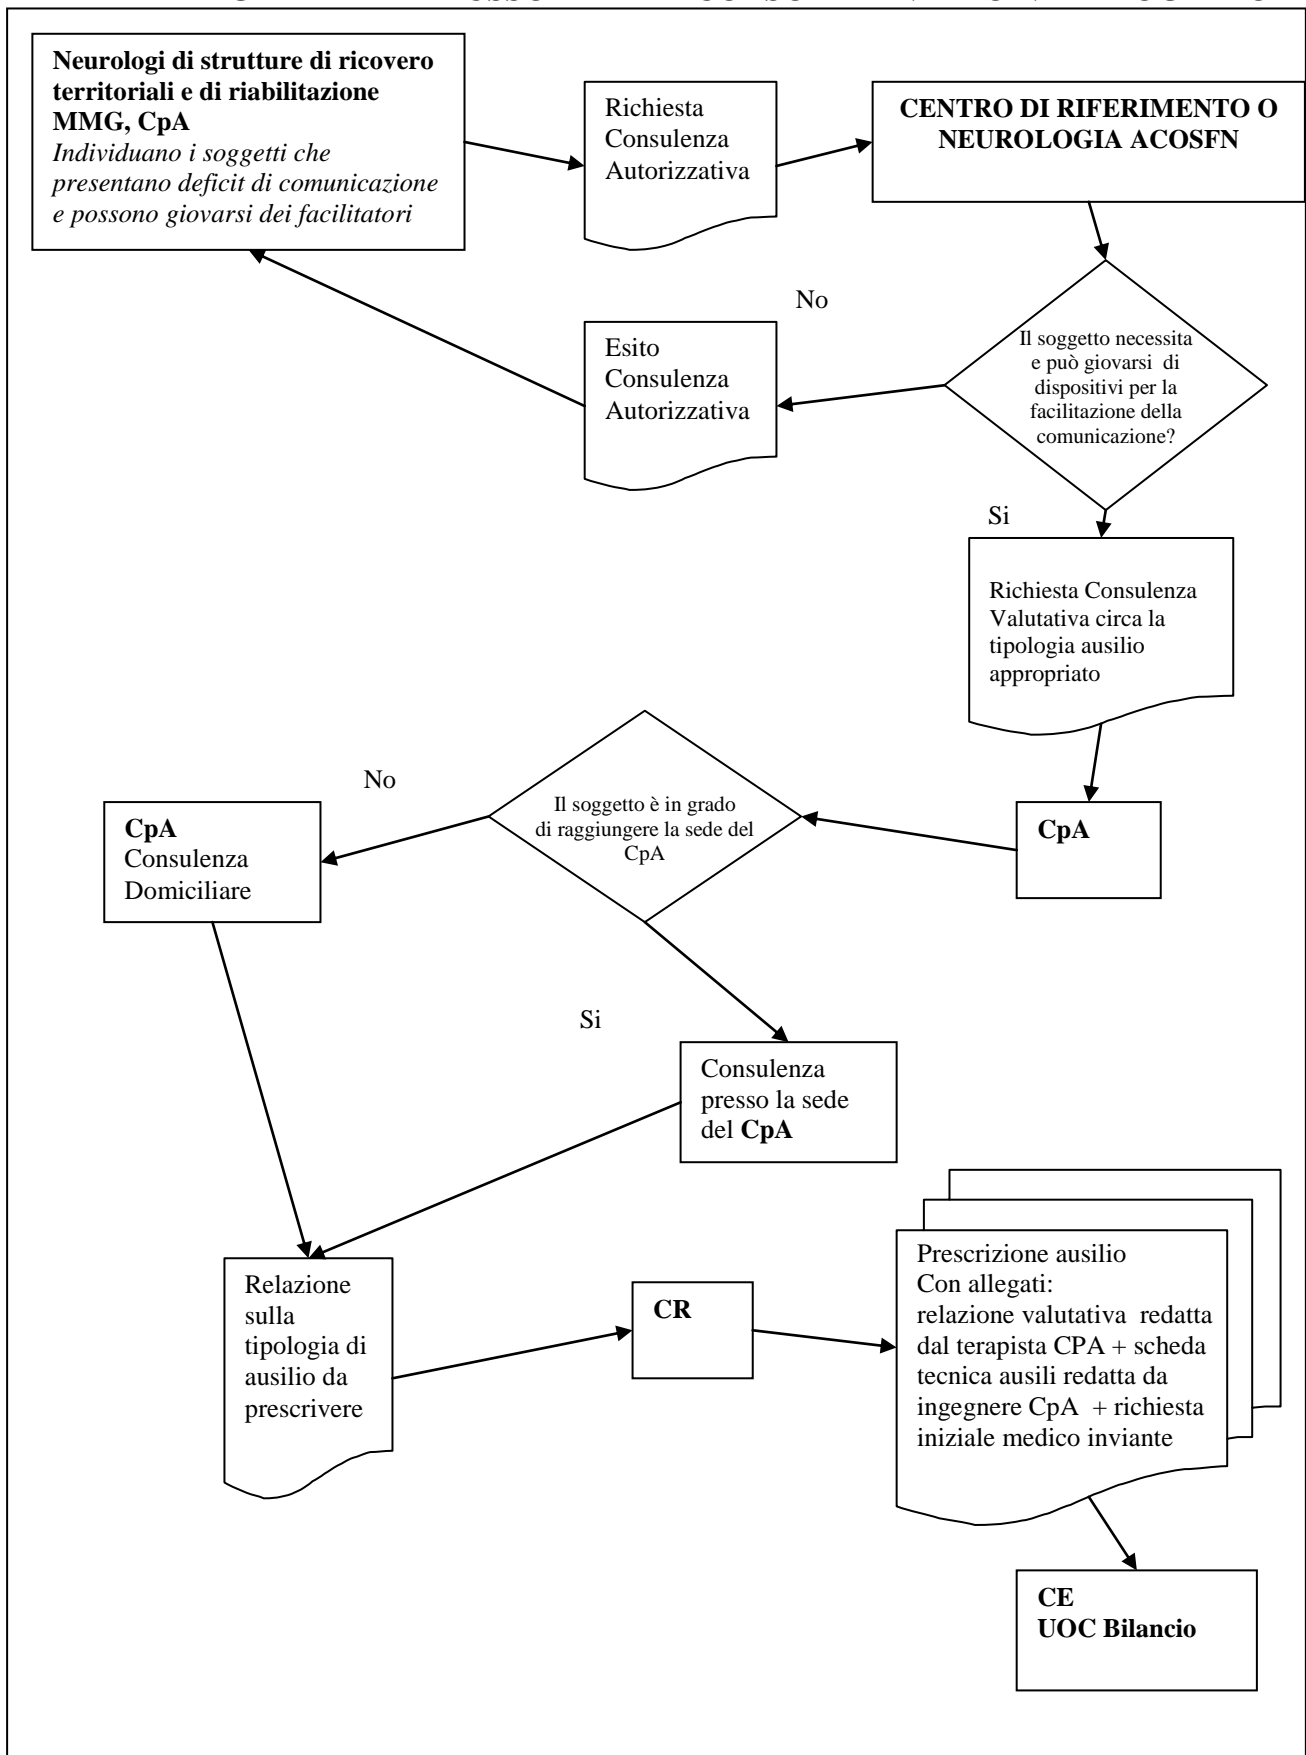 Neurologi di strutture di ricovero
territoriali e di riabilitazione
MMG, CpA
Individuano i soggetti che
presentano deficit di comunicazione
e possono giovarsi dei facilitatori
Richiesta
Consulenza
Autorizzativa
CENTRO DI RIFERIMENTO O
NEUROLOGIA ACOSFN
No
Esito
Consulenza
Autorizzativa
Il soggetto necessita
e può giovarsi di
dispositivi per la
facilitazione della
comunicazione?
Si
Richiesta Consulenza
Valutativa circa la
tipologia ausilio
appropriato
No
Il soggetto è in grado
di raggiungere la sede del
CpA
CpA
CpA
Consulenza
Domiciliare
Si
Consulenza
presso la sede
del CpA
Relazione
sulla
tipologia di
ausilio da
prescrivere
CR
Prescrizione ausilio
Con allegati:
relazione valutativa redatta
dal terapista CPA + scheda
tecnica ausili redatta da
ingegnere CpA + richiesta
iniziale medico inviante
CE
UOC Bilancio